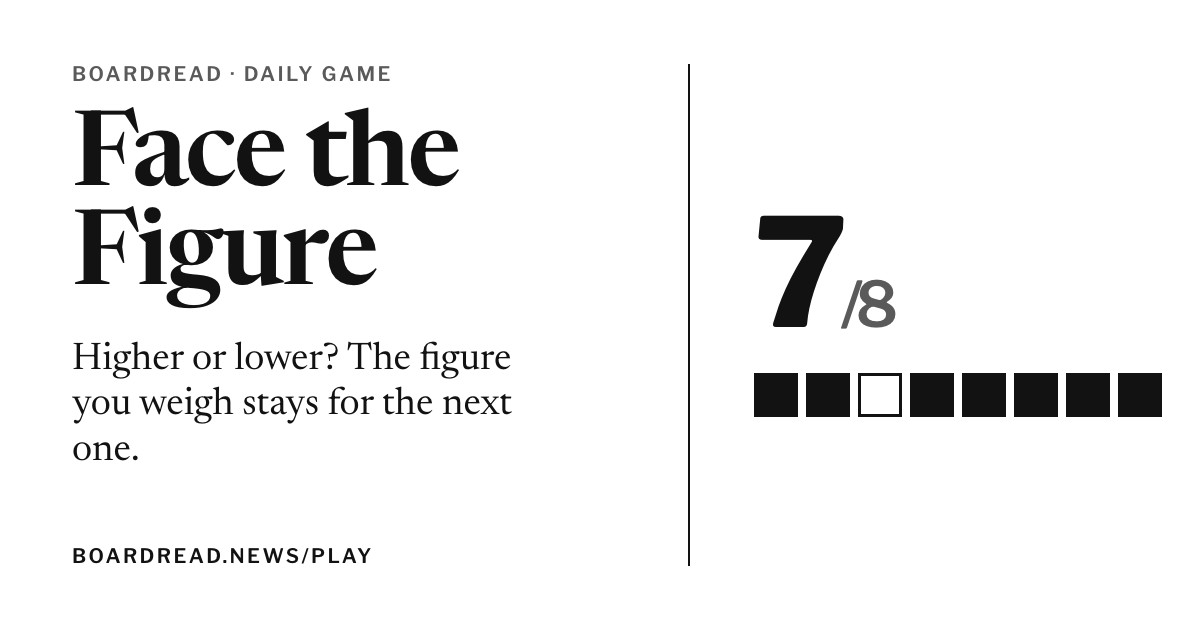 BOARDREAD · DAILY GAME
Face the
Figure
Higher or lower? The figure
you weigh stays for the next
one.
BOARDREAD.NEWS/PLAY
7/8